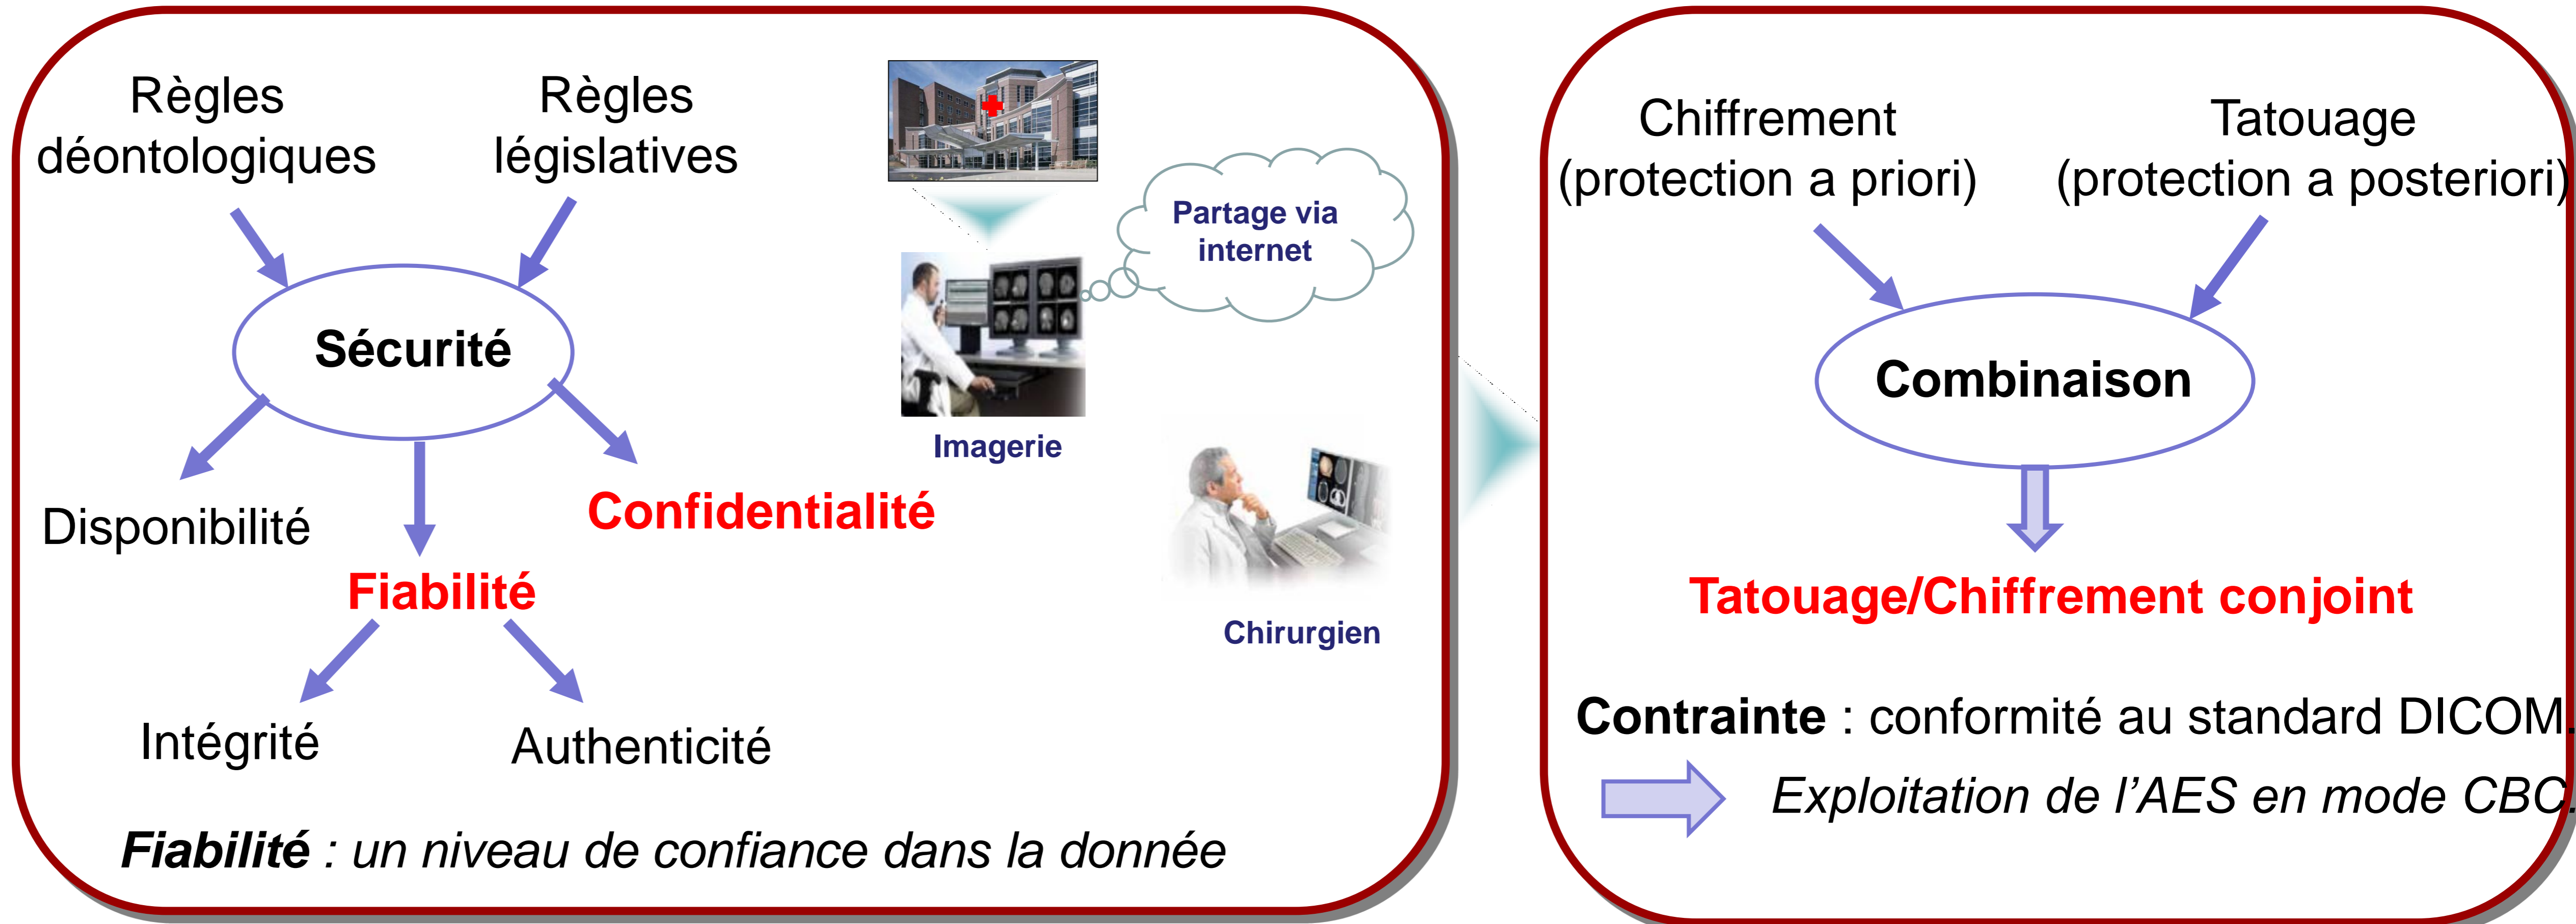 Règles
déontologiques
Règles
législatives
Sécurité
Disponibilité
Confidentialité
Fiabilité
Intégrité
Authenticité
Fiabilité : un niveau de confiance dans la donnée
Partage via
internet
Imagerie
Chirurgien
Chiffrement
(protection a priori)
Tatouage
(protection a posteriori)
Combinaison
Tatouage/Chiffrement conjoint
Contrainte : conformité au standard DICOM.
Exploitation de l’AES en mode CBC.